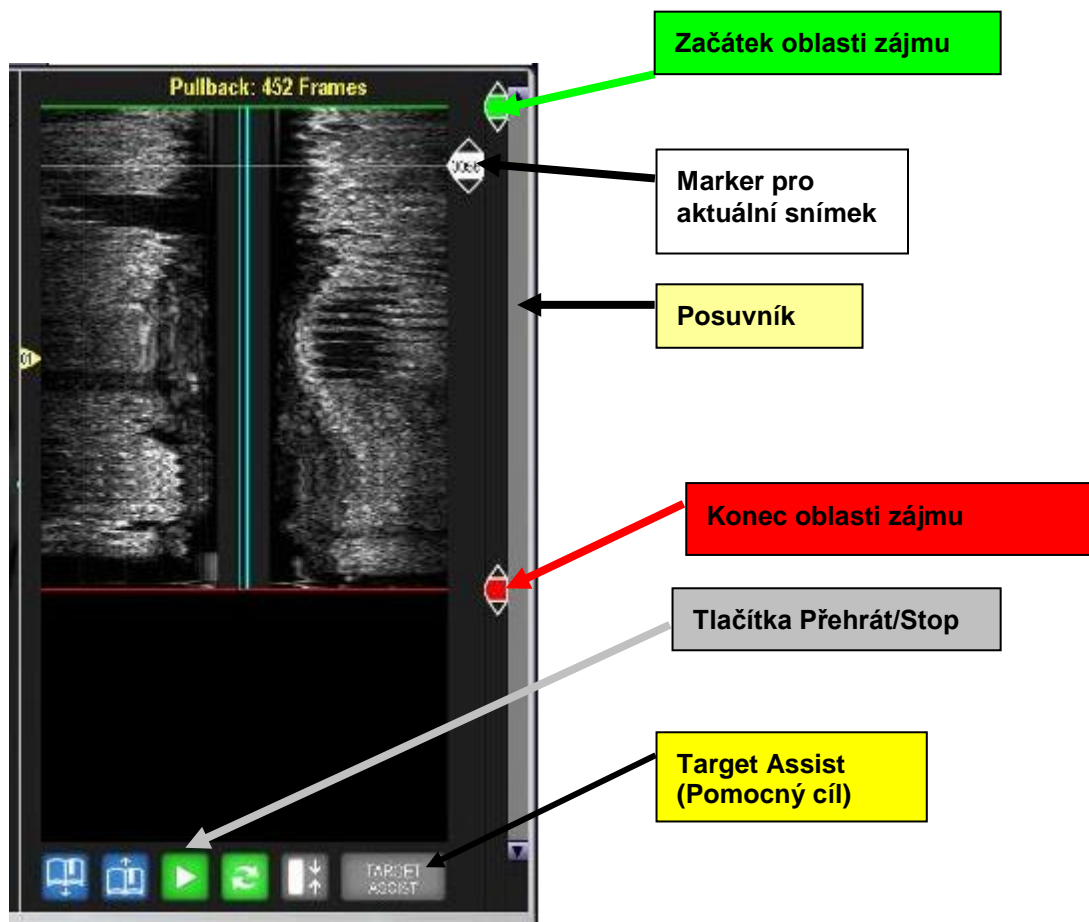 Začátek oblasti zájmu
Pullback: 452 Frames
Marker pro
aktuální snímek
Posuvník
01
Konec oblasti zájmu
Tlačítka Přehrát/Stop
Target Assist
(Pomocný cíl)
TARGET
ASSIST